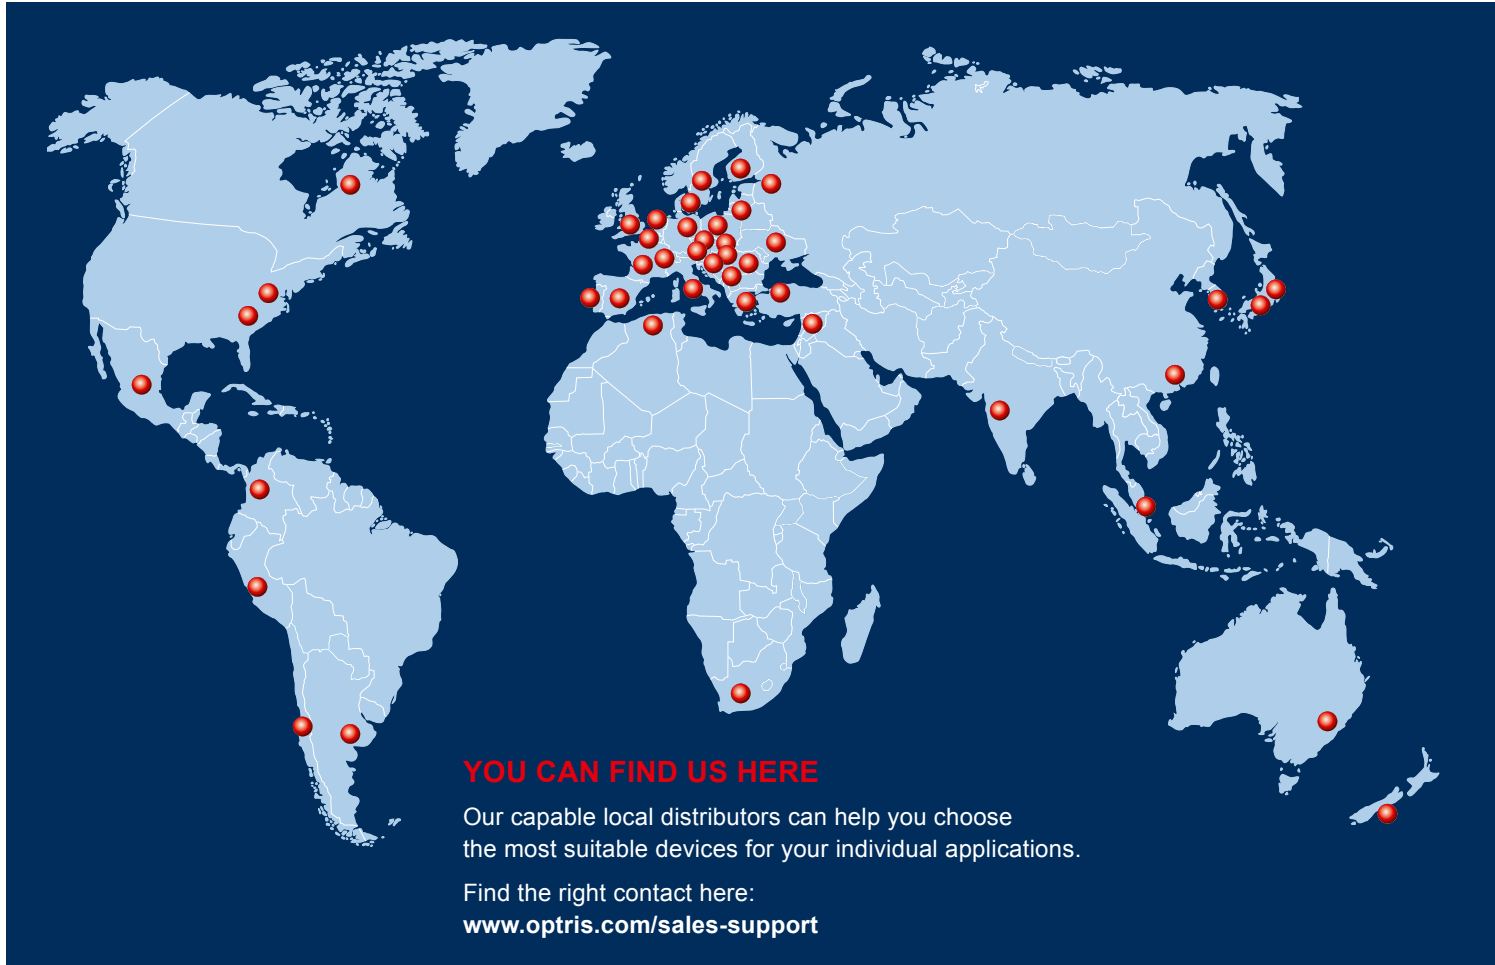 YOU CAN FIND US HERE
Our capable local distributors can help you choose
the most suitable devices for your individual applications.
Find the right contact here:
www.optris.com/sales-support